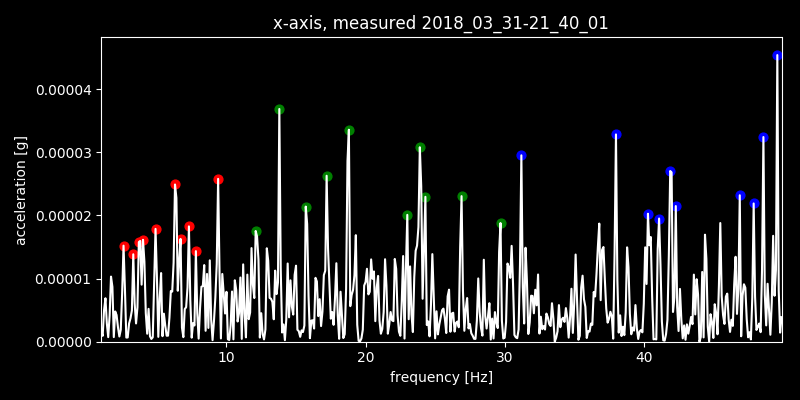 x-axis, measured 2018_03_31-21_40_01
0.00004
0.00003
0.00002
0.00001
0.00000
acceleration [g]
10 20 30 40
frequency [Hz]